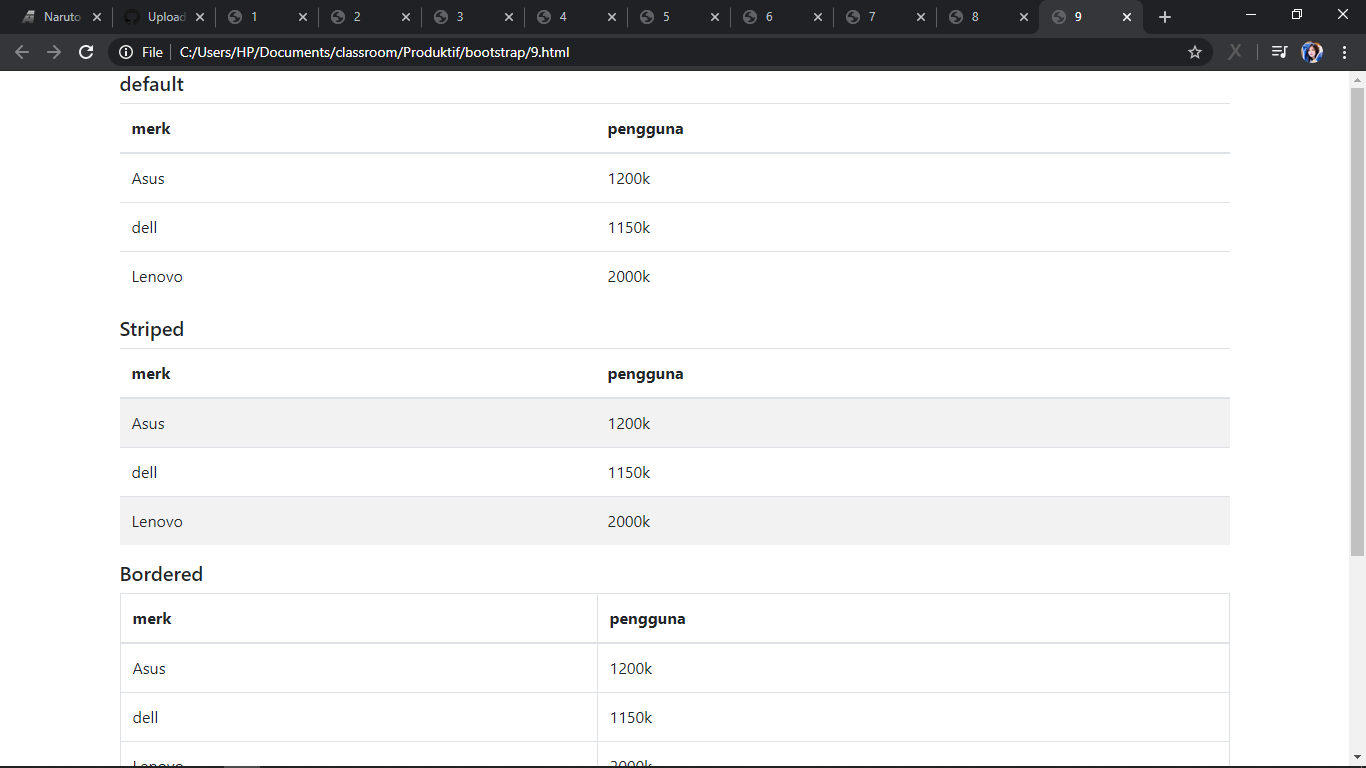 Naruto Upload 1 2 3 4 5 6 7 8 9
File C:/Users/HP/Documents/classroom/Produktif/bootstrap/9.html
default
merk pengguna
Asus 1200k
dell 1150k
Lenovo 2000k
Striped
merk pengguna
Asus 1200k
dell 1150k
Lenovo 2000k
Bordered
merk pengguna
Asus 1200k
dell 1150k
Lenovo 2000k